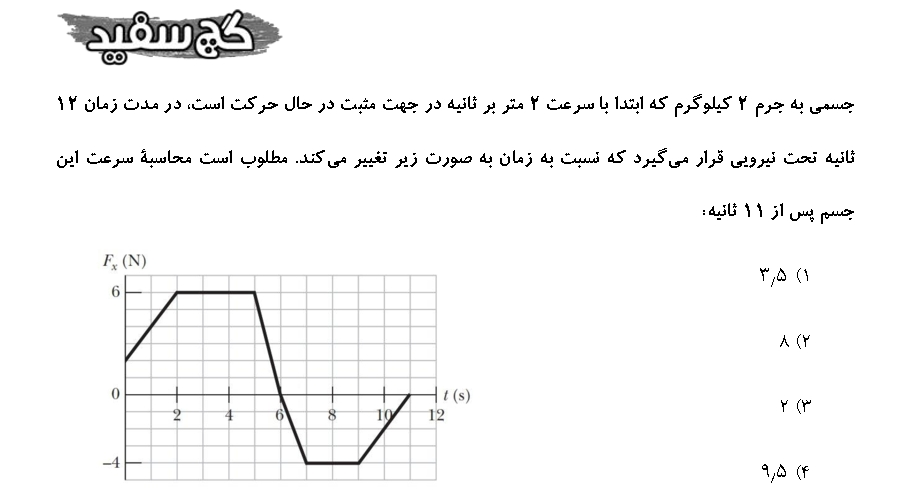 گچ سفید
جسمی به جرم ۲ کیلوگرم که ابتدا با سرعت ۲ متر بر ثانیه در جهت مثبت در حال حرکت است، در مدت زمان ۱۲
ثانیه تحت نیرویی قرار می‌گیرد که نسبت به زمان به صورت زیر تغییر می‌کند. مطلوب است محاسبهٔ سرعت این
جسم پس از ۱۱ ثانیه:
۱) ۳٫۵
۲) ۸
۳) ۲
۴) ۹٫۵
Fx (N)
6
0
–4
2 4 6 8 10 12
t (s)